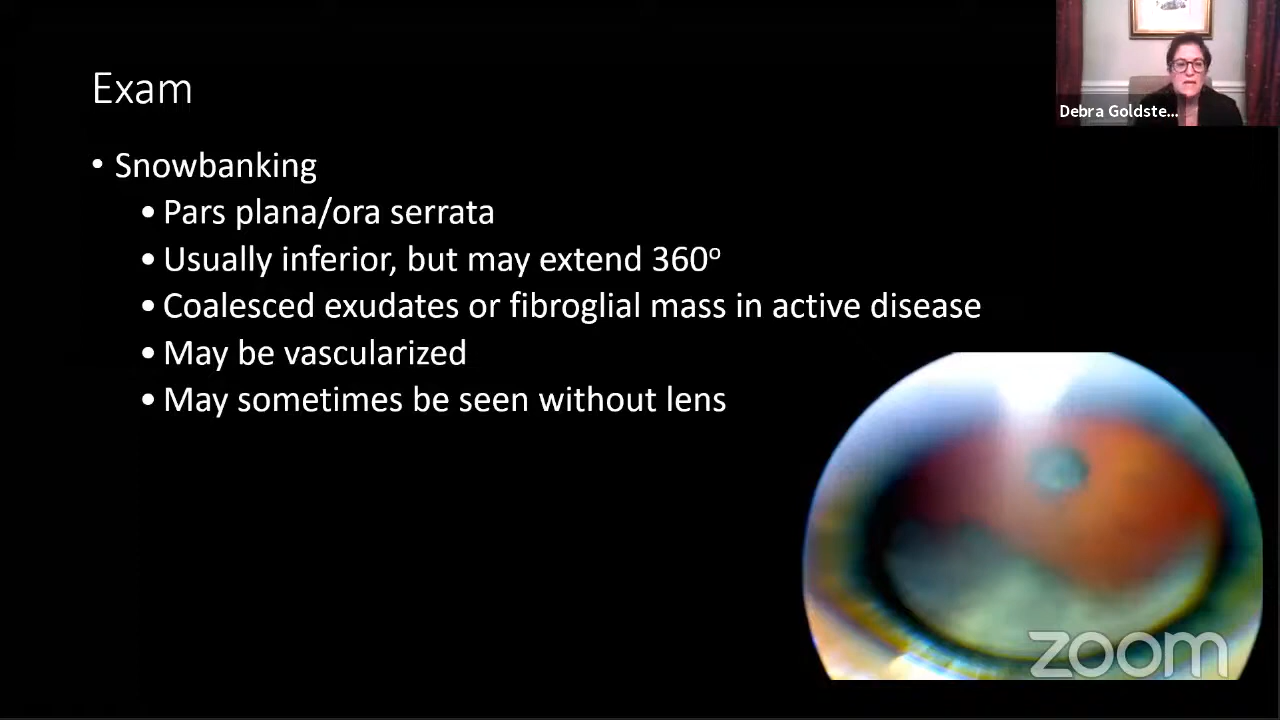 Exam
• Snowbanking
• Pars plana/ora serrata
• Usually inferior, but may extend 360º
• Coalesced exudates or fibroglial mass in active disease
• May be vascularized
• May sometimes be seen without lens
Debra Goldste...
zoom